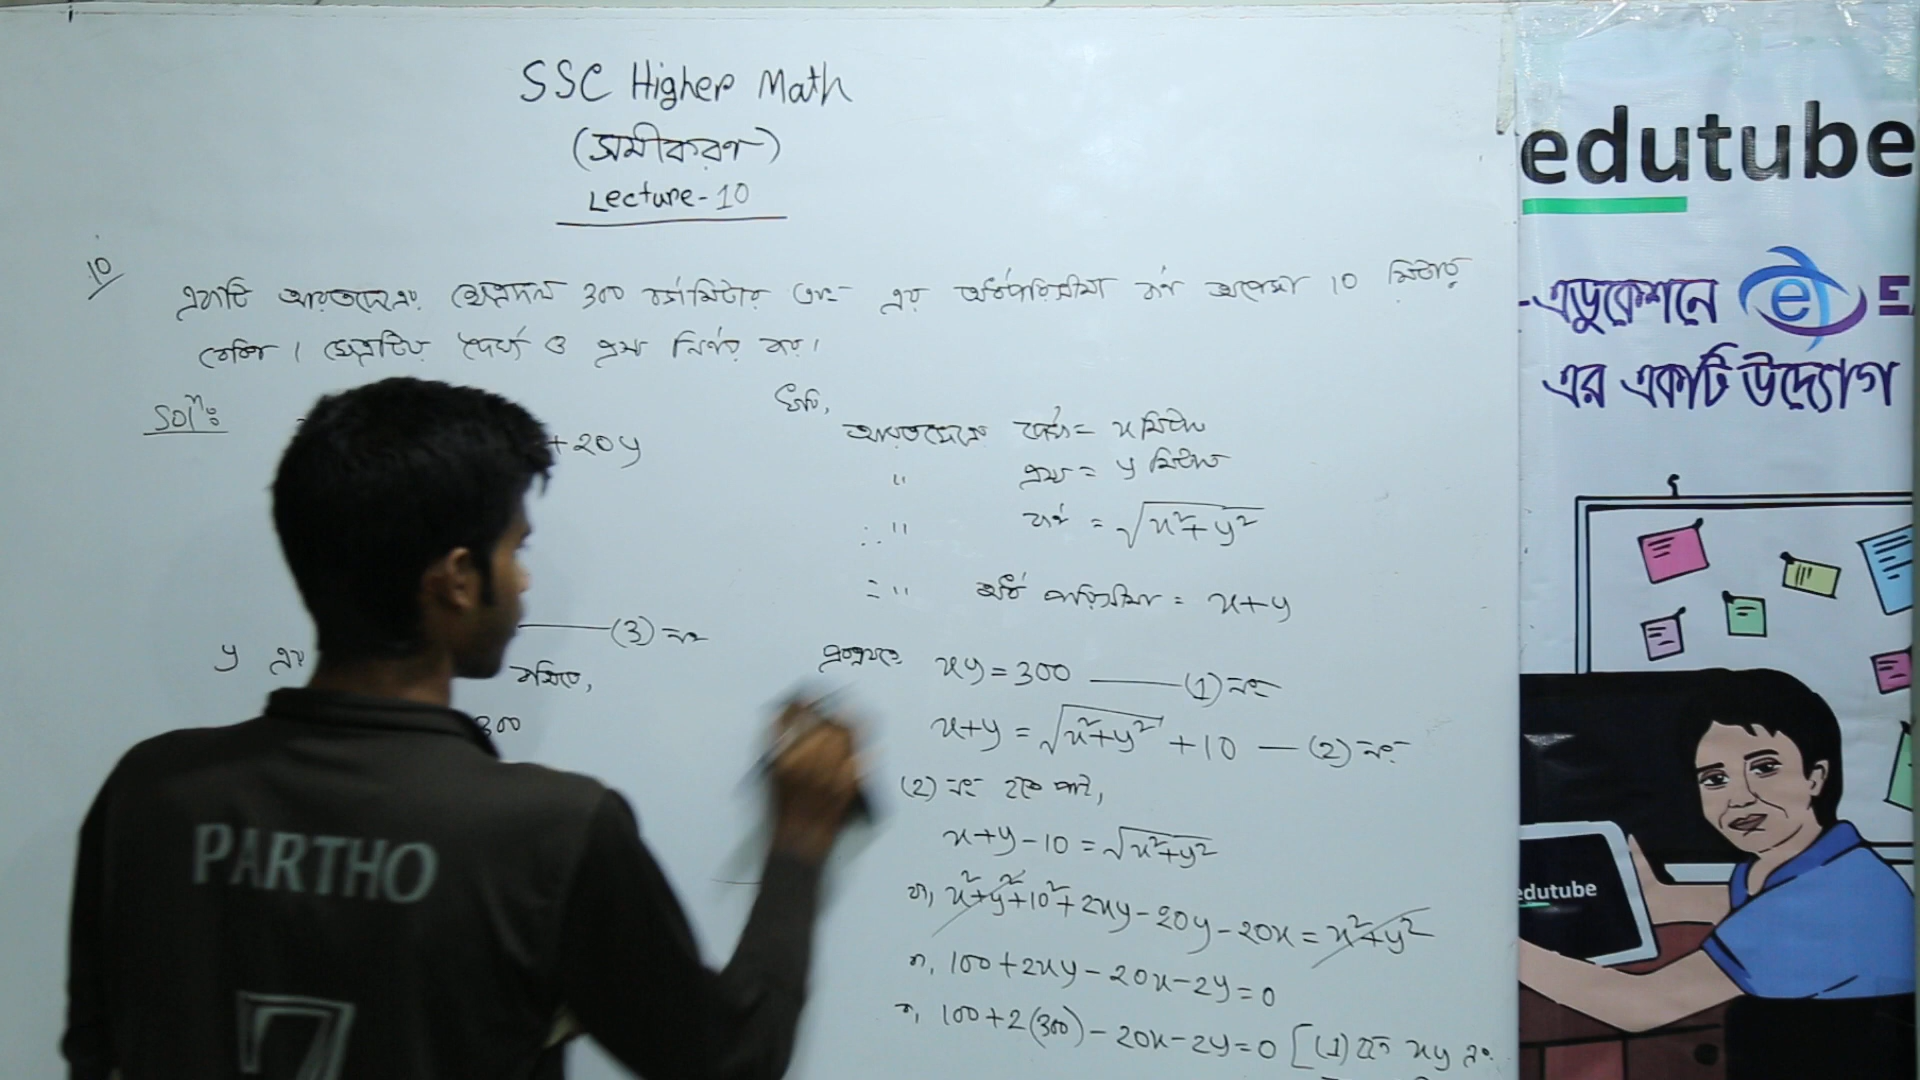 SSC Higher Math
(সমীকরণ)
Lecture-10
10
একটি আয়তক্ষেত্রের ক্ষেত্রফল 300 বর্গমিটার এবং এর অর্ধপরিসীমা কর্ণ অপেক্ষা 10 মিটার
বেশি। ক্ষেত্রটির দৈর্ঘ্য ও প্রস্থ নির্ণয় কর।
Solⁿ:
+20y
(3) নং
y এর
বসিয়ে,
300
ধরি,
আয়তক্ষেত্রের দৈর্ঘ্য = x মিটার
" প্রস্থ = y মিটার
∴ " কর্ণ = √x²+y²
= " অর্ধ পরিসীমা = x+y
প্রশ্নমতে xy = 300 ——— (1) নং
x+y = √x²+y² +10 — (2) নং
(2) নং হতে পাই,
x+y-10 = √x²+y²
বা, x²+y²+10²+2xy-20y-20x = x²+y²
বা, 100+2xy-20x-2y=0
বা, 100+2(300)-20x-2y=0 [(1) হতে xy নং
PARTHO
7
edutube
-এডুকেশনে e E
এর একটি উদ্যোগ
edutube